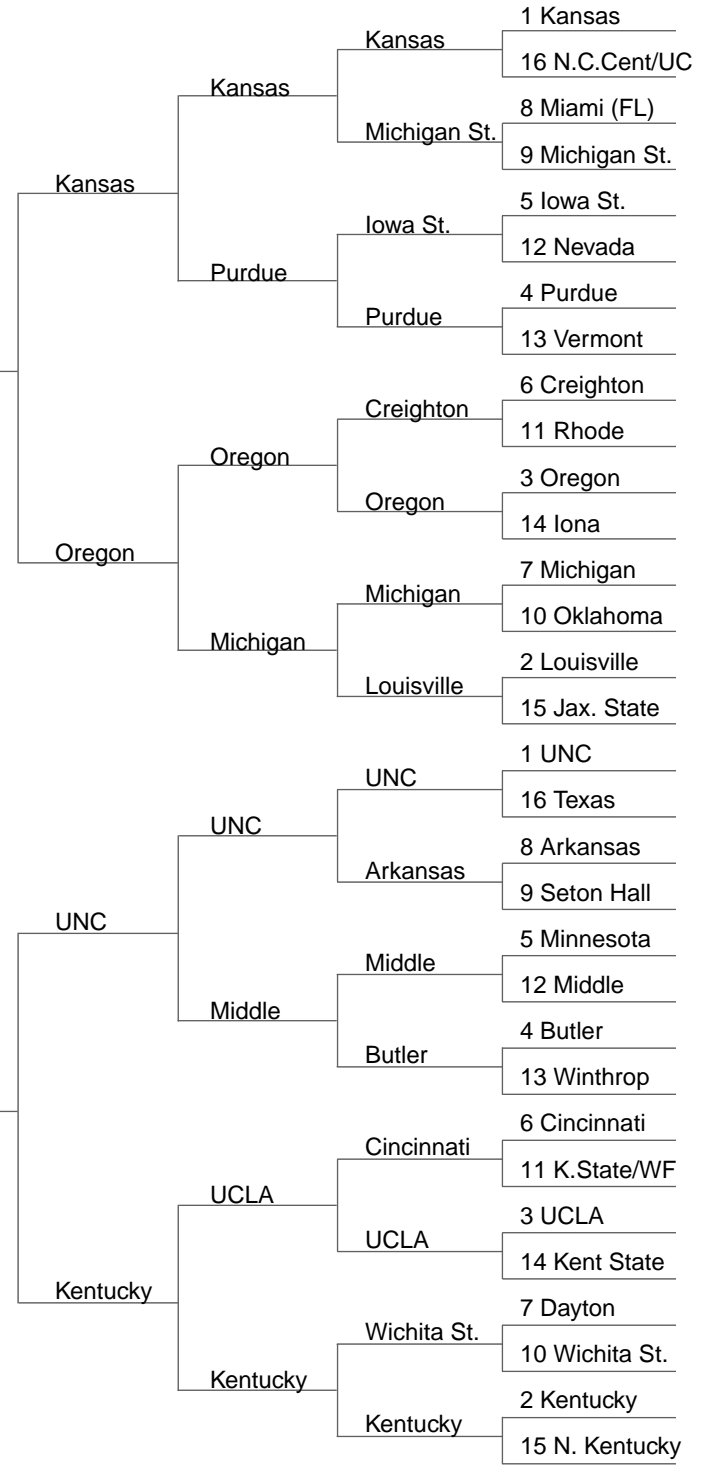 1 Kansas
Kansas
16 N.C.Cent/UC
Kansas
8 Miami (FL)
Michigan St.
9 Michigan St.
Kansas
5 Iowa St.
Iowa St.
12 Nevada
Purdue
4 Purdue
Purdue
13 Vermont
6 Creighton
Creighton
11 Rhode
Oregon
3 Oregon
Oregon
14 Iona
Oregon
7 Michigan
Michigan
10 Oklahoma
Michigan
2 Louisville
Louisville
15 Jax. State
1 UNC
UNC
16 Texas
UNC
8 Arkansas
Arkansas
9 Seton Hall
UNC
5 Minnesota
Middle
12 Middle
Middle
4 Butler
Butler
13 Winthrop
6 Cincinnati
Cincinnati
11 K.State/WF
UCLA
3 UCLA
UCLA
14 Kent State
Kentucky
7 Dayton
Wichita St.
10 Wichita St.
Kentucky
2 Kentucky
Kentucky
15 N. Kentucky